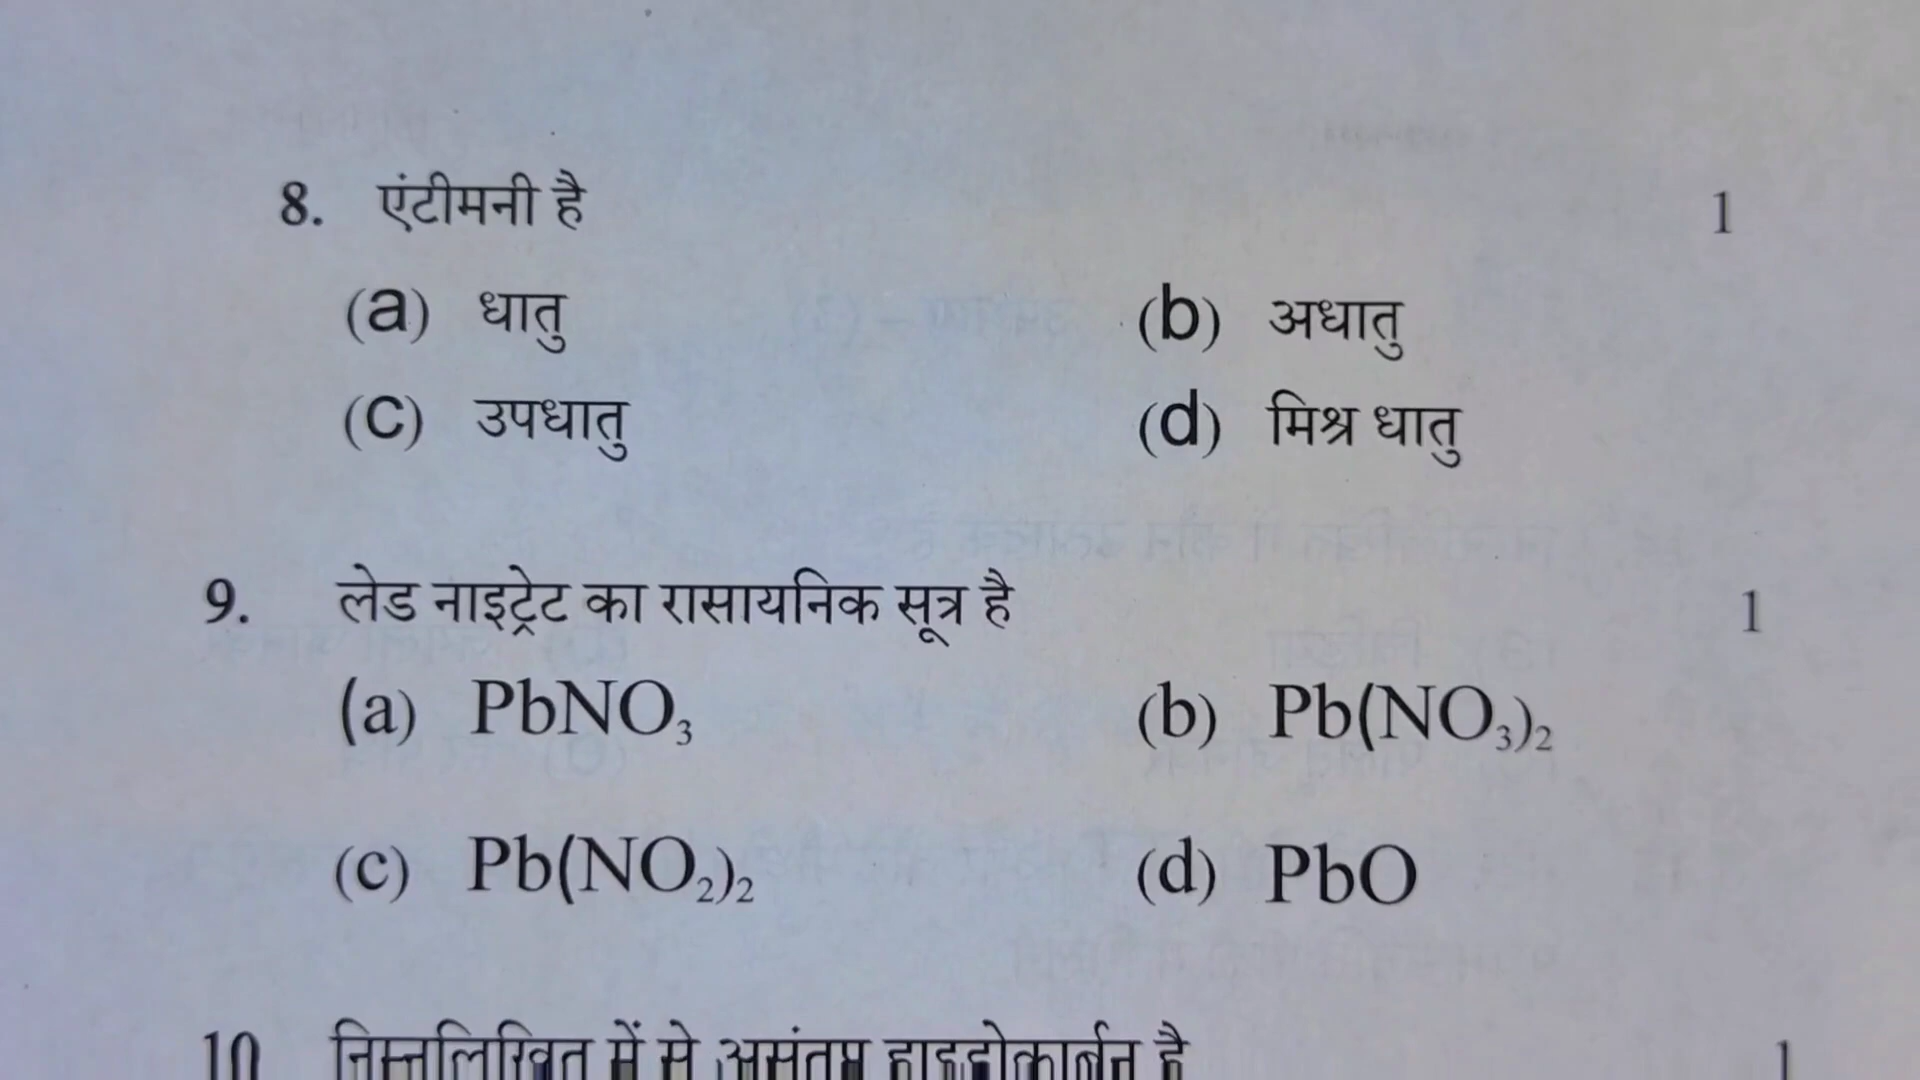 8. एंटीमनी है 1
(a) धातु (b) अधातु
(c) उपधातु (d) मिश्र धातु
9. लेड नाइट्रेट का रासायनिक सूत्र है 1
(a) PbNO₃ (b) Pb(NO₃)₂
(c) Pb(NO₂)₂ (d) PbO
10 निम्नलिखित में से असंतृप्त हाइड्रोकार्बन है 1